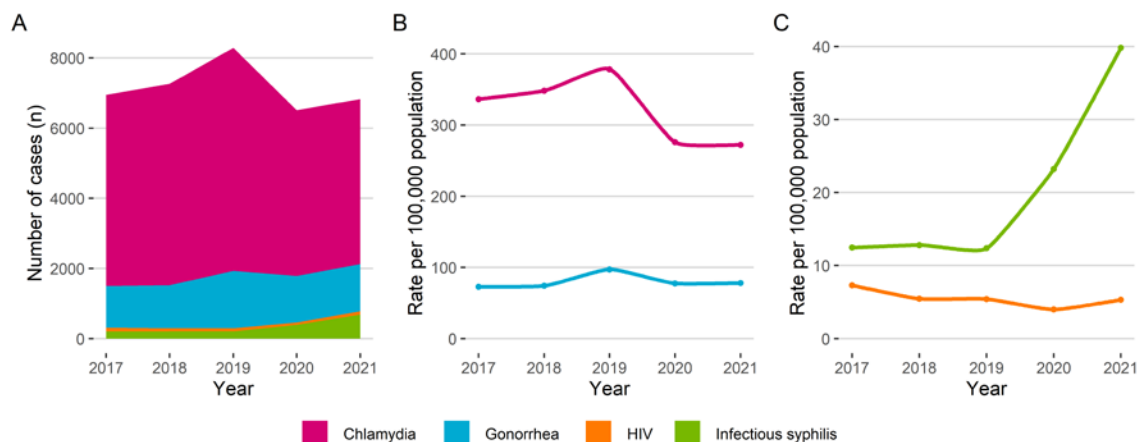 A
Number of cases (n)
8000
6000
4000
2000
0
2017 2018 2019 2020 2021
Year
B
Rate per 100,000 population
400
300
200
100
0
2017 2018 2019 2020 2021
Year
C
Rate per 100,000 population
40
30
20
10
0
2017 2018 2019 2020 2021
Year
Chlamydia Gonorrhea HIV Infectious syphilis